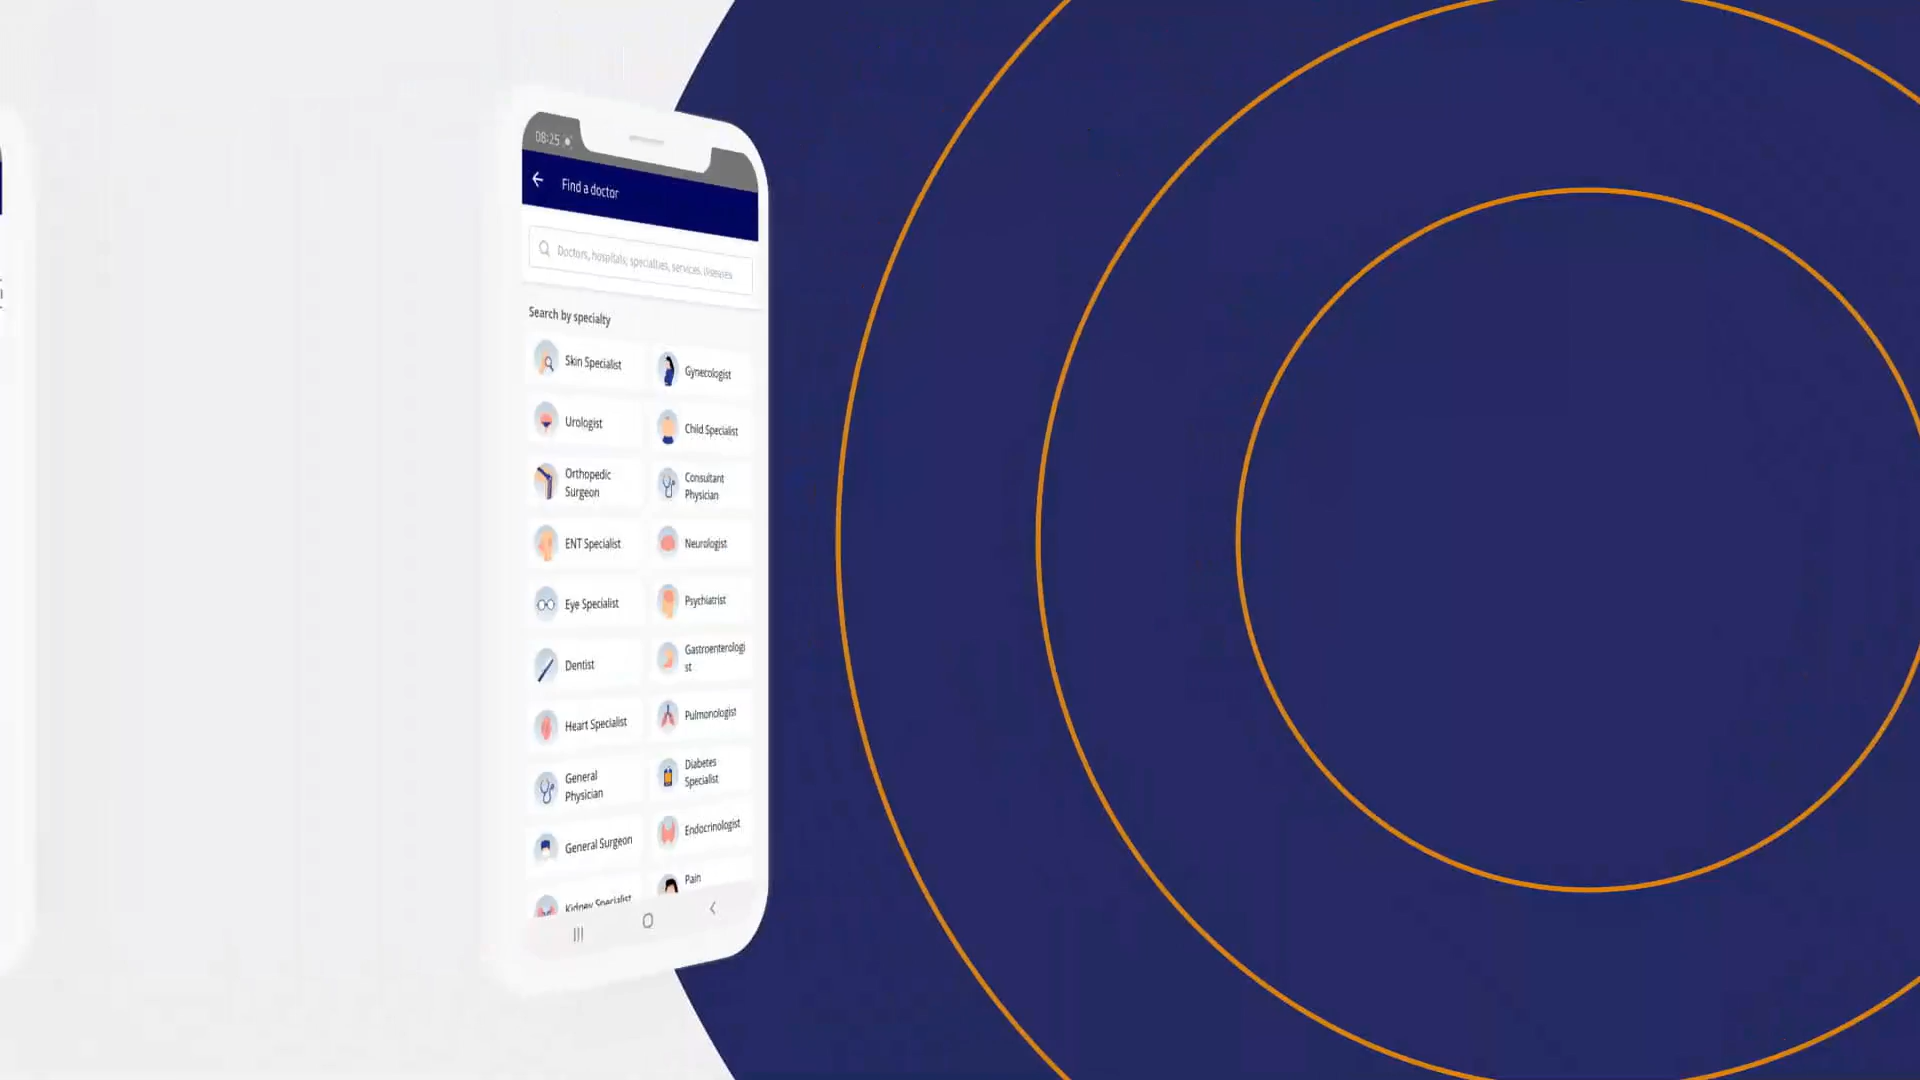 08:25
Find a doctor
Doctors, hospitals, specialties, services, diseases
Search by specialty
Skin Specialist
Gynecologist
Urologist
Child Specialist
Orthopedic
Surgeon
Consultant
Physician
ENT Specialist
Neurologist
Eye Specialist
Psychiatrist
Dentist
Gastroenterologi
st
Heart Specialist
Pulmonologist
General
Physician
Diabetes
Specialist
General Surgeon
Endocrinologist
Kidney Specialist
Pain